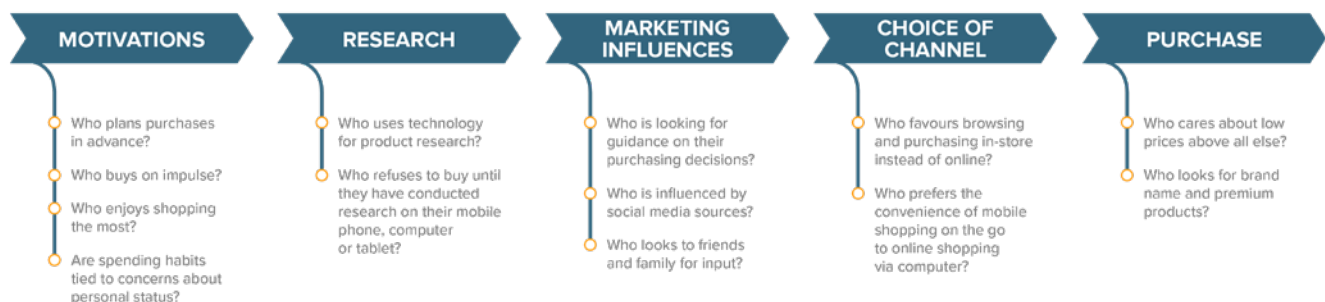 MOTIVATIONS
Who plans purchases
in advance?
Who buys on impulse?
Who enjoys shopping
the most?
Are spending habits
tied to concerns about
personal status?
RESEARCH
Who uses technology
for product research?
Who refuses to buy until
they have conducted
research on their mobile
phone, computer
or tablet?
MARKETING
INFLUENCES
Who is looking for
guidance on their
purchasing decisions?
Who is influenced by
social media sources?
Who looks to friends
and family for input?
CHOICE OF
CHANNEL
Who favours browsing
and purchasing in-store
instead of online?
Who prefers the
convenience of mobile
shopping on the go
to online shopping
via computer?
PURCHASE
Who cares about low
prices above all else?
Who looks for brand
name and premium
products?